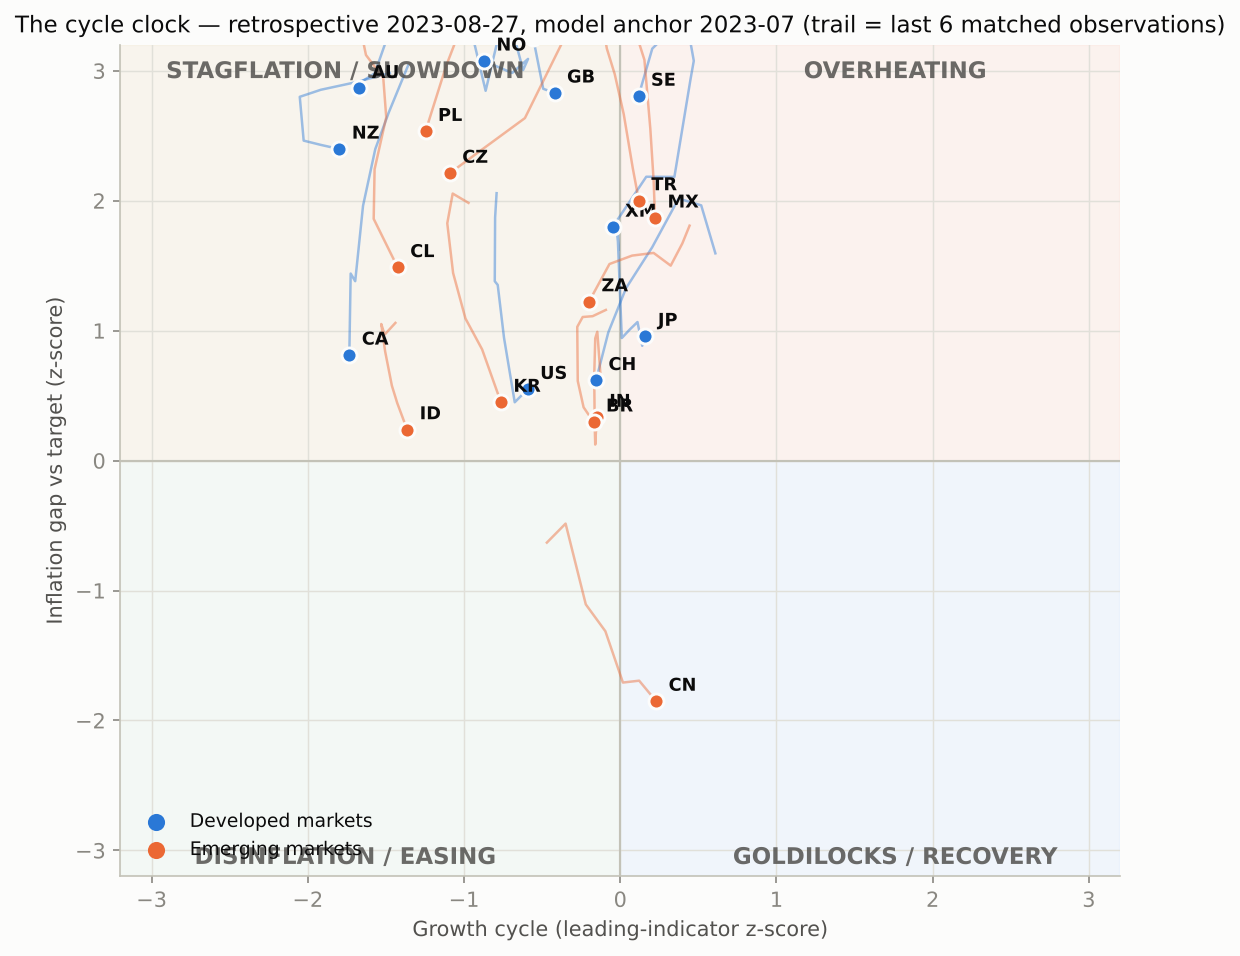 The cycle clock — retrospective 2023-08-27, model anchor 2023-07 (trail = last 6 matched observations)
STAGFLATION / SLOWDOWN
OVERHEATING
NO
AU
GB
SE
PL
NZ
CZ
TR
MX
XM
CL
ZA
JP
CA
CH
US
KR
IN
BR
ID
CN
3
2
1
0
−1
−2
−3
Inflation gap vs target (z-score)
Developed markets
Emerging markets
DISINFLATION / EASING
GOLDILOCKS / RECOVERY
−3
−2
−1
0
1
2
3
Growth cycle (leading-indicator z-score)